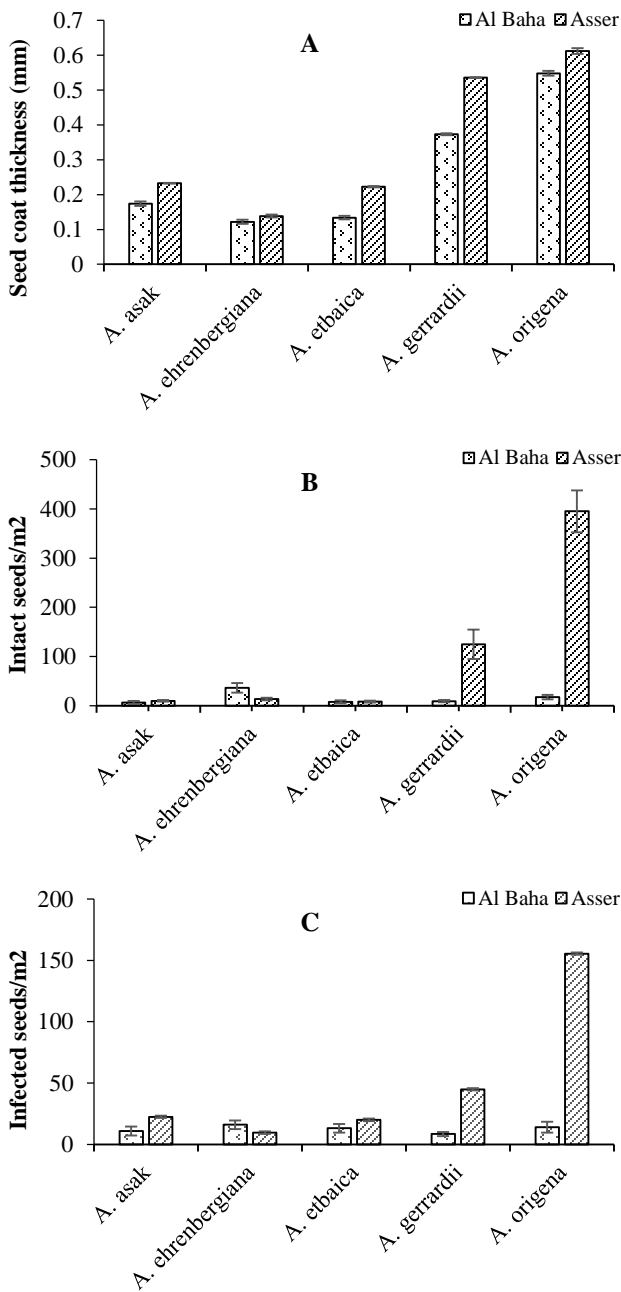 A
Al Baha Asser
Seed coat thickness (mm)
0.7
0.6
0.5
0.4
0.3
0.2
0.1
0
A. asak
A. ehrenbergiana
A. etbaica
A. gerrardii
A. origena
B
Al Baha Asser
Intact seeds/m2
500
400
300
200
100
0
A. asak
A. ehrenbergiana
A. etbaica
A. gerrardii
A. origena
C
Al Baha Asser
Infected seeds/m2
200
150
100
50
0
A. asak
A. ehrenbergiana
A. etbaica
A. gerrardii
A. origena